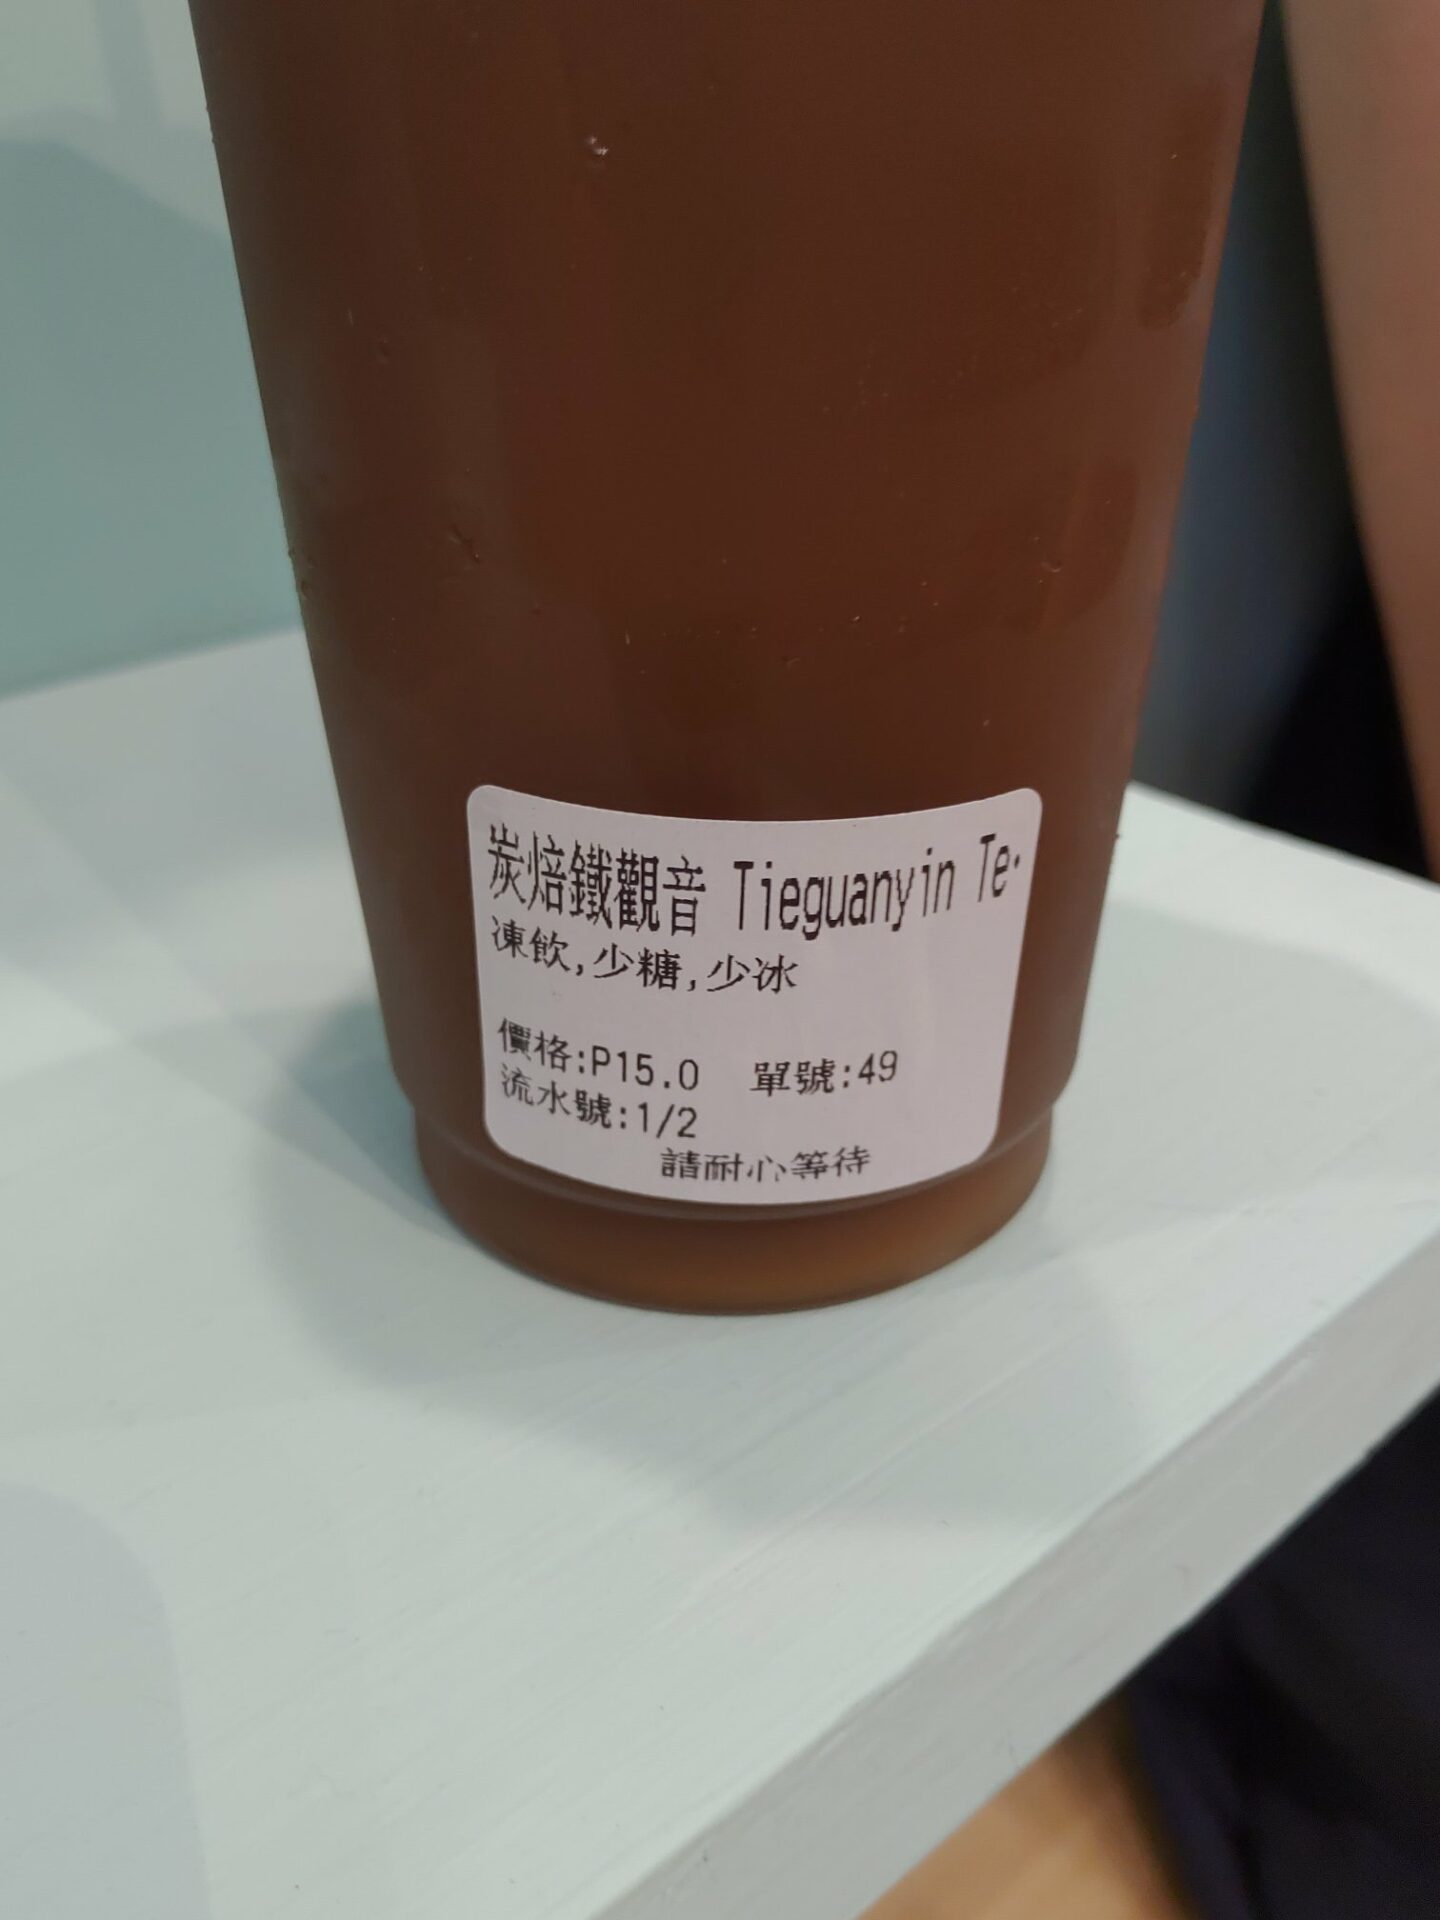 炭焙鐵觀音 Tieguanyin Te·
凍飲,少糖,少冰
價格:P15.0 單號:49
流水號:1/2
請耐心等待